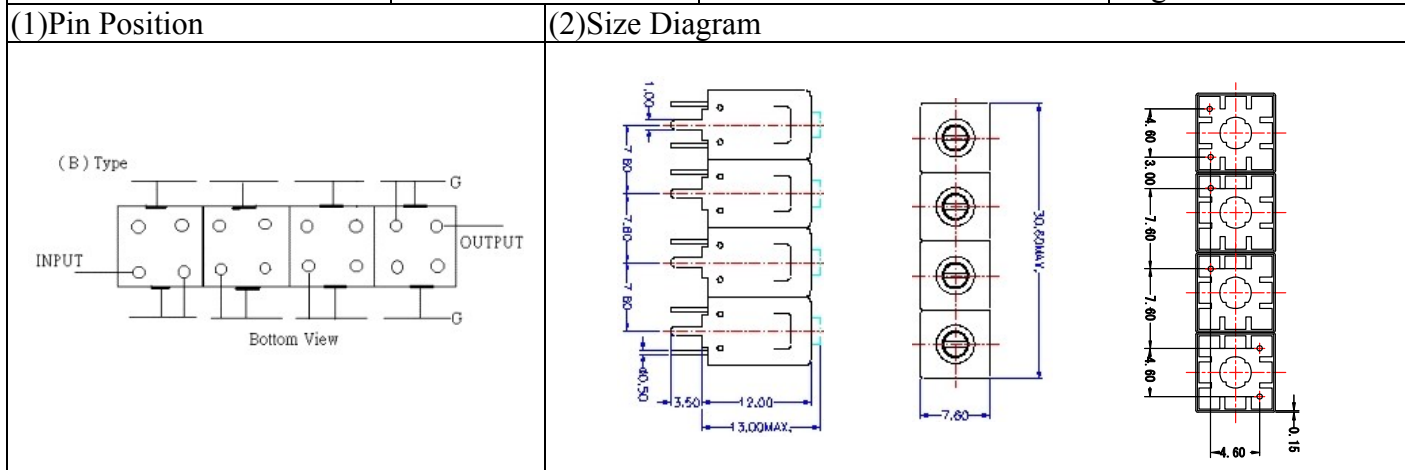 (1)Pin Position
(2)Size Diagram
(B) Type
G
OUTPUT
INPUT
G
Bottom View
1.00
7.80
7.80
7.80
Φ0.50
3.50
12.00
13.00MAX.
30.60MAX.
7.60
4.60
3.00
7.60
7.60
4.60
0.15
4.60